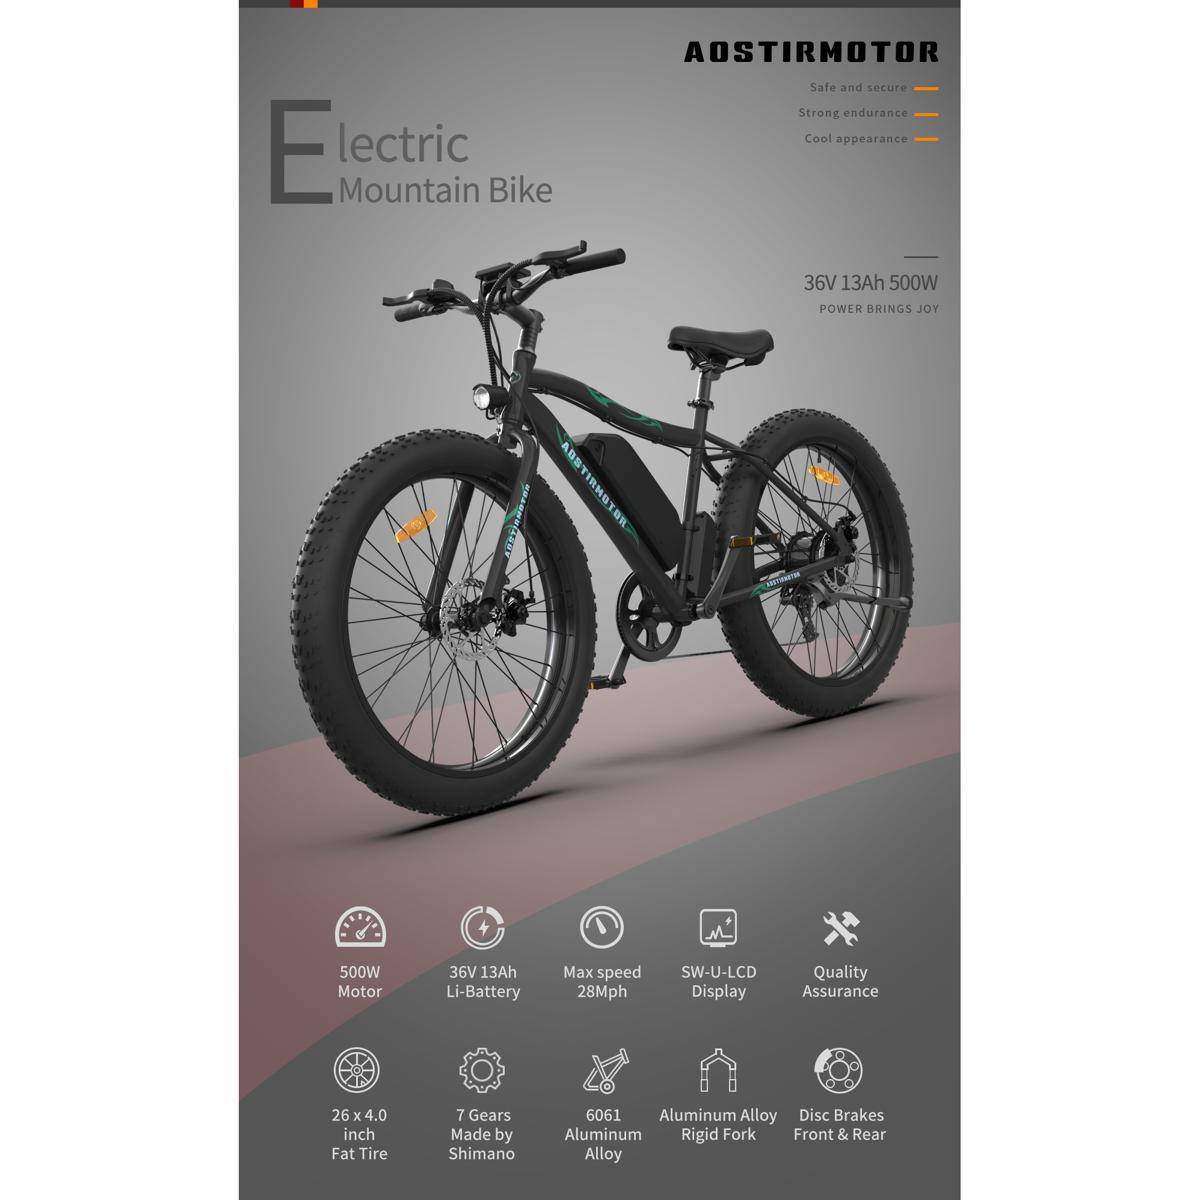 AOSTIRMOTOR
Safe and secure
Strong endurance
Cool appearance
Electric
Mountain Bike
36V 13Ah 500W
POWER BRINGS JOY
AOSTIRMOTOR
AOSTIRMOTOR
AOSTIRMOTOR
500W
Motor
36V 13Ah
Li-Battery
Max speed
28Mph
SW-U-LCD
Display
Quality
Assurance
26 x 4.0
inch
Fat Tire
7 Gears
Made by
Shimano
6061
Aluminum
Alloy
Aluminum Alloy
Rigid Fork
Disc Brakes
Front & Rear